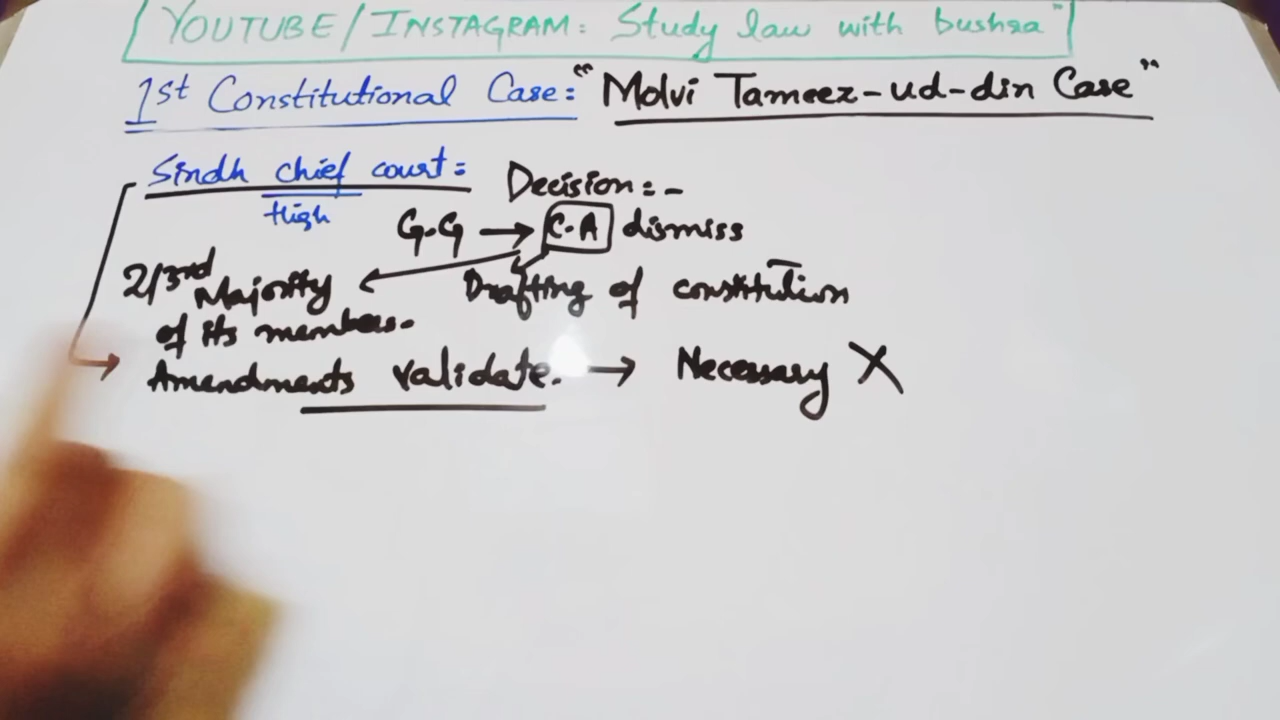 YOUTUBE/INSTAGRAM: Study law with bushra"
1st Constitutional Case:- "Molvi Tameez-ud-din Case"
Sindh chief court:-
High
Decision:-
G.G → C.A dismiss
2/3rd Majority
of its members.
Drafting of constitution
Amendments validate. → Necessary X